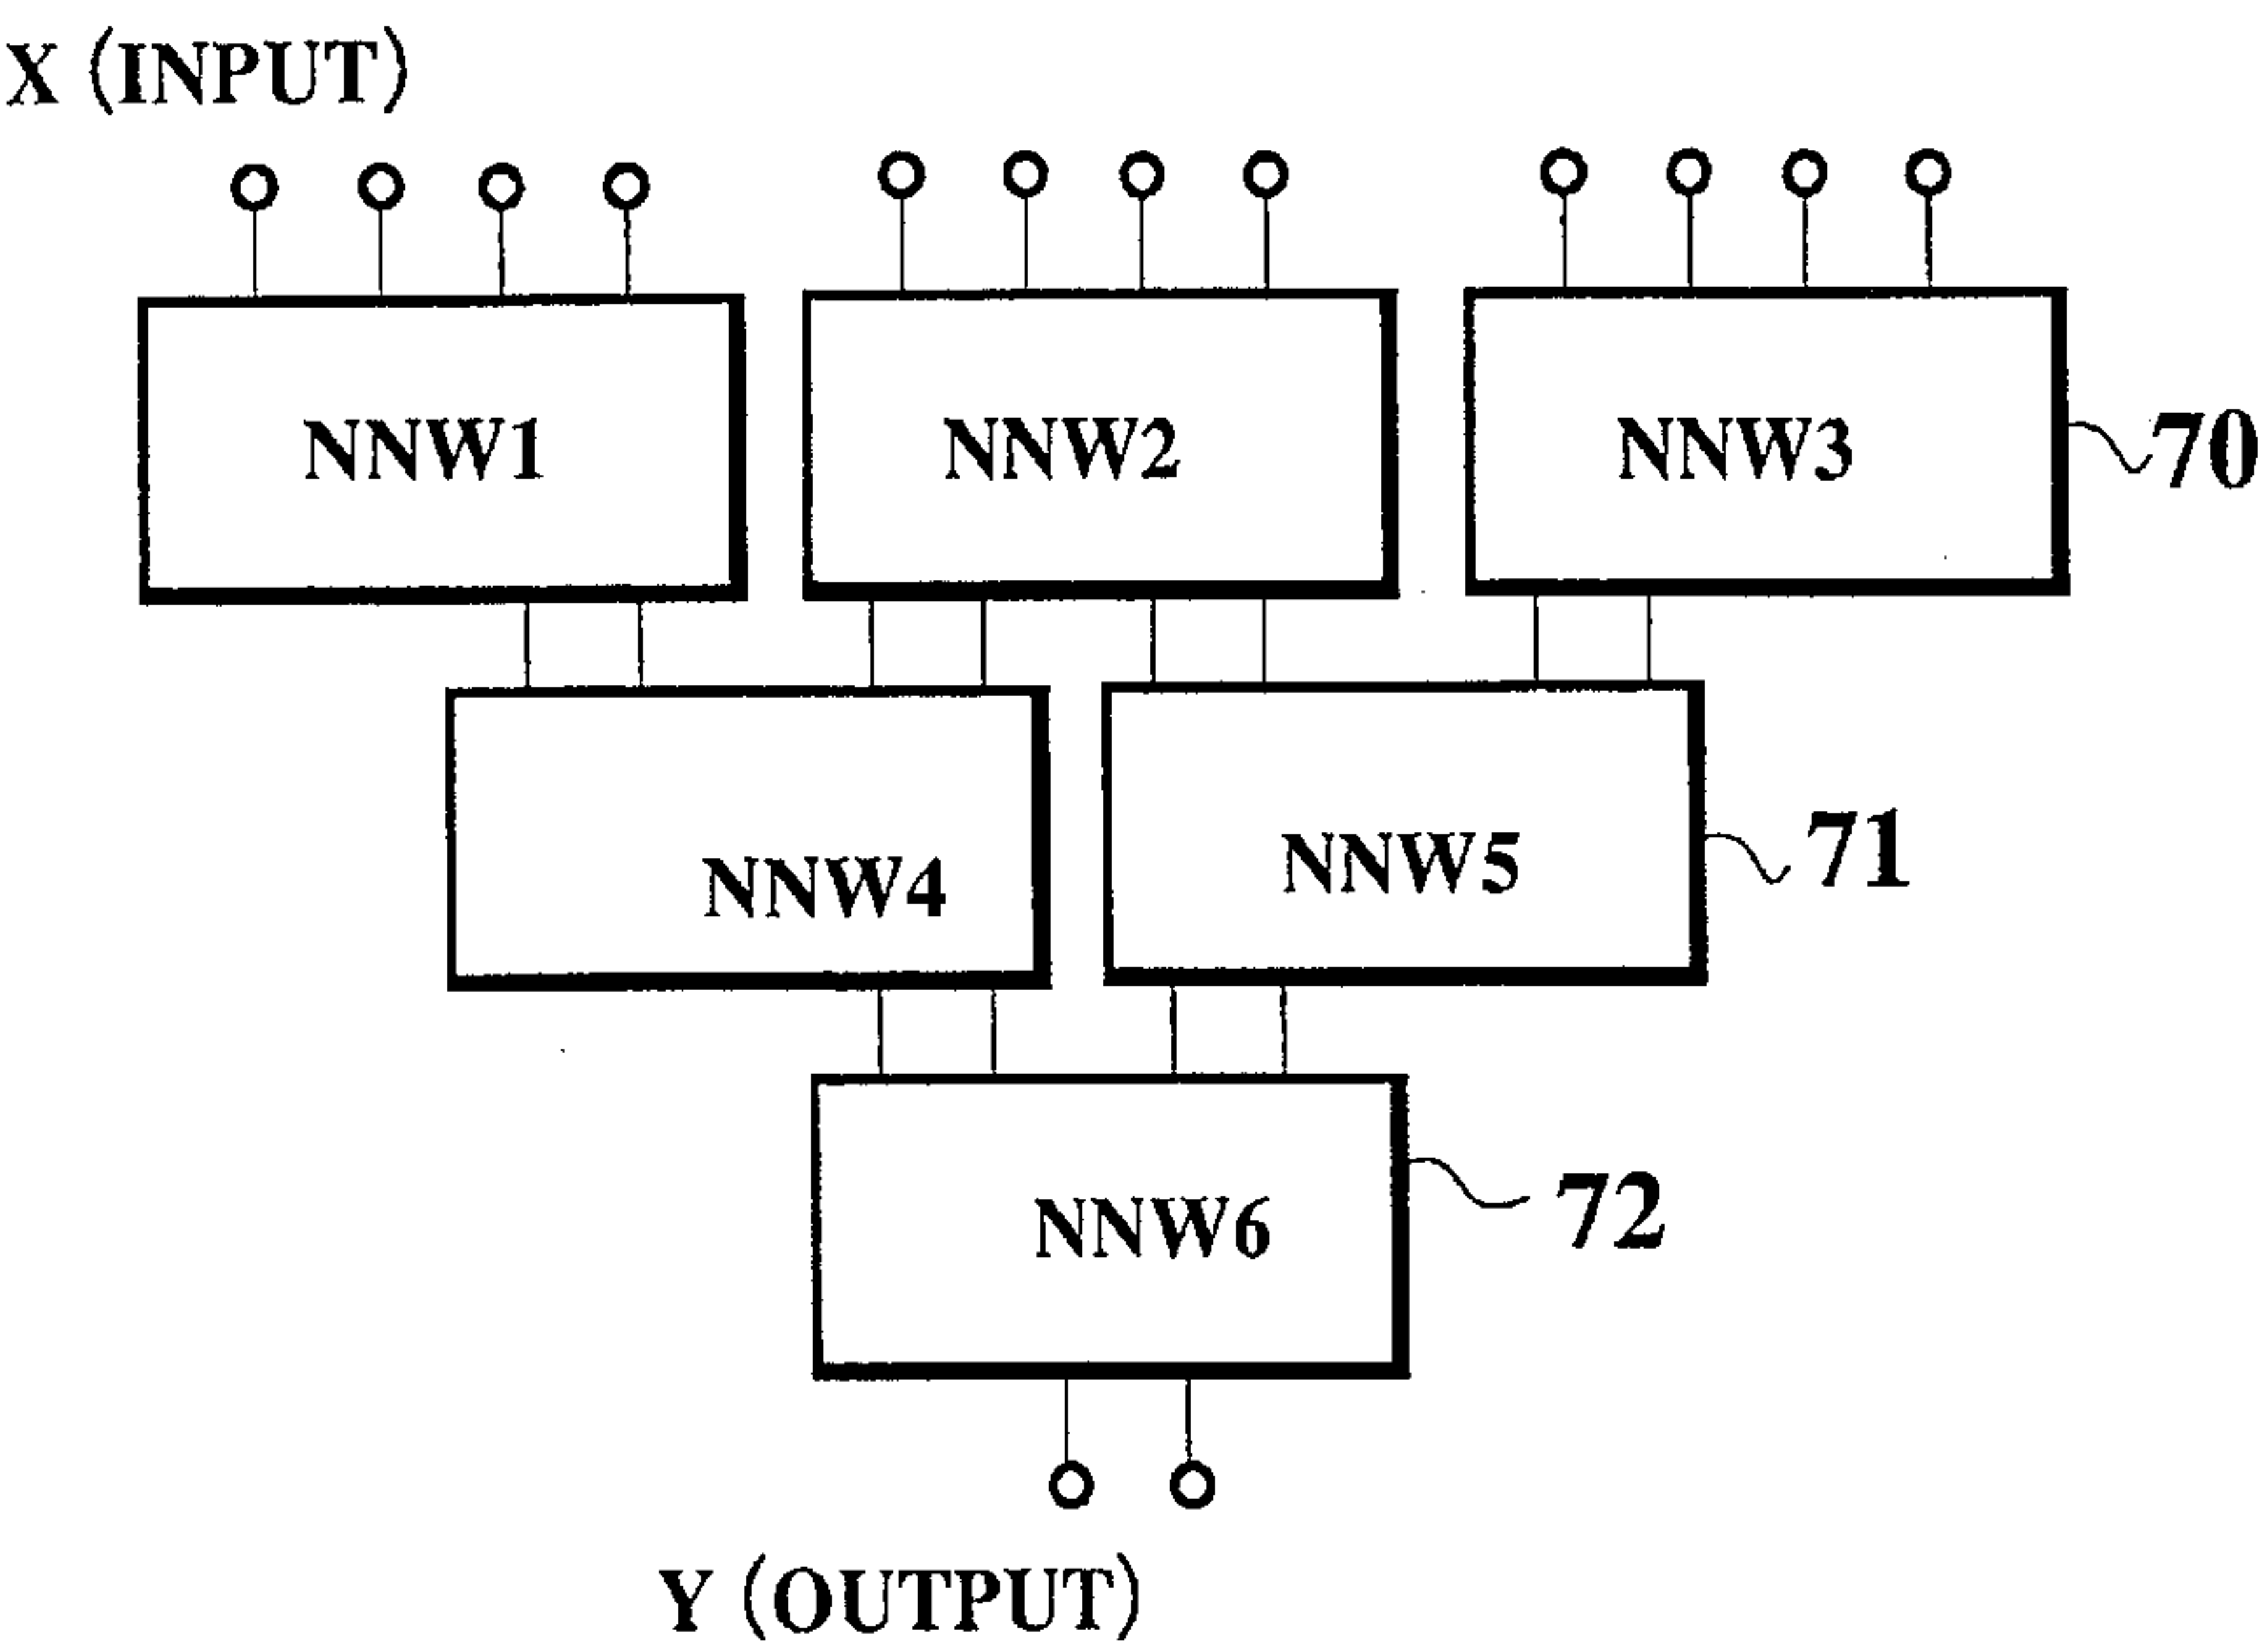 X (INPUT)
NNW1 NNW2 NNW3 70
NNW4 NNW5 71
NNW6 72
Y (OUTPUT)